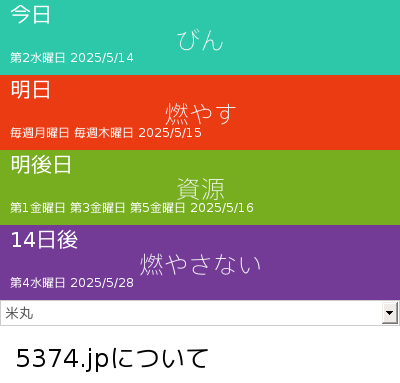 今日
びん
第2水曜日 2025/5/14
明日
燃やす
毎週月曜日 毎週木曜日 2025/5/15
明後日
資源
第1金曜日 第3金曜日 第5金曜日 2025/5/16
14日後
燃やさない
第4水曜日 2025/5/28
米丸
5374.jpについて